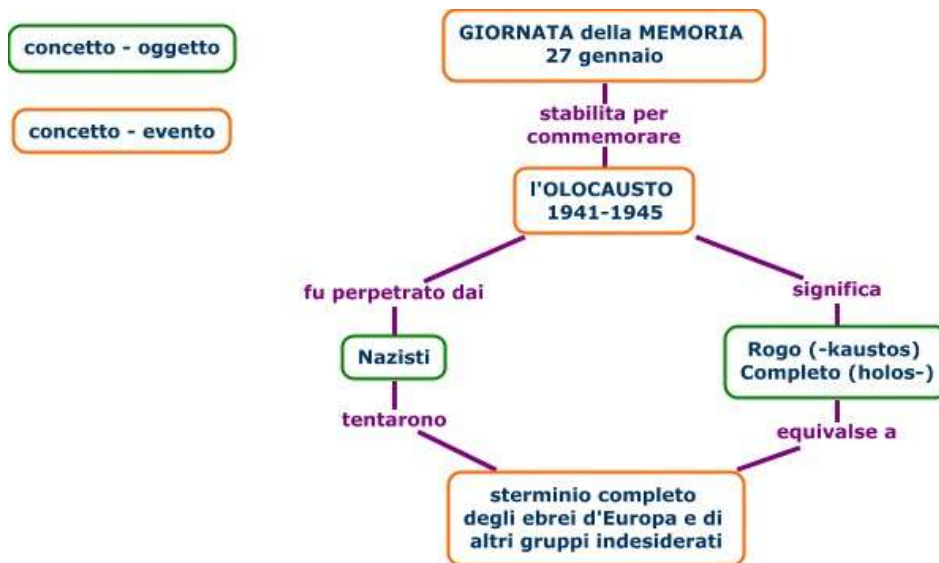 concetto - oggetto
concetto - evento
GIORNATA della MEMORIA
27 gennaio
stabilita per
commemorare
l'OLOCAUSTO
1941-1945
fu perpetrato dai
significa
Nazisti
Rogo (-kaustos)
Completo (holos-)
tentarono
equivalse a
sterminio completo
degli ebrei d'Europa e di
altri gruppi indesiderati